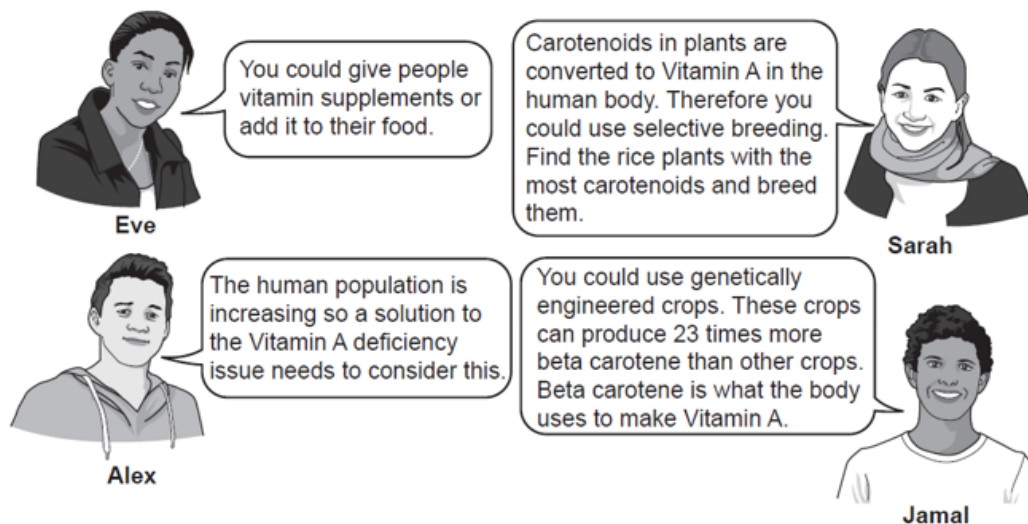 You could give people
vitamin supplements or
add it to their food.
Eve
Carotenoids in plants are
converted to Vitamin A in the
human body. Therefore you
could use selective breeding.
Find the rice plants with the
most carotenoids and breed
them.
Sarah
The human population is
increasing so a solution to
the Vitamin A deficiency
issue needs to consider this.
Alex
You could use genetically
engineered crops. These crops
can produce 23 times more
beta carotene than other crops.
Beta carotene is what the body
uses to make Vitamin A.
Jamal